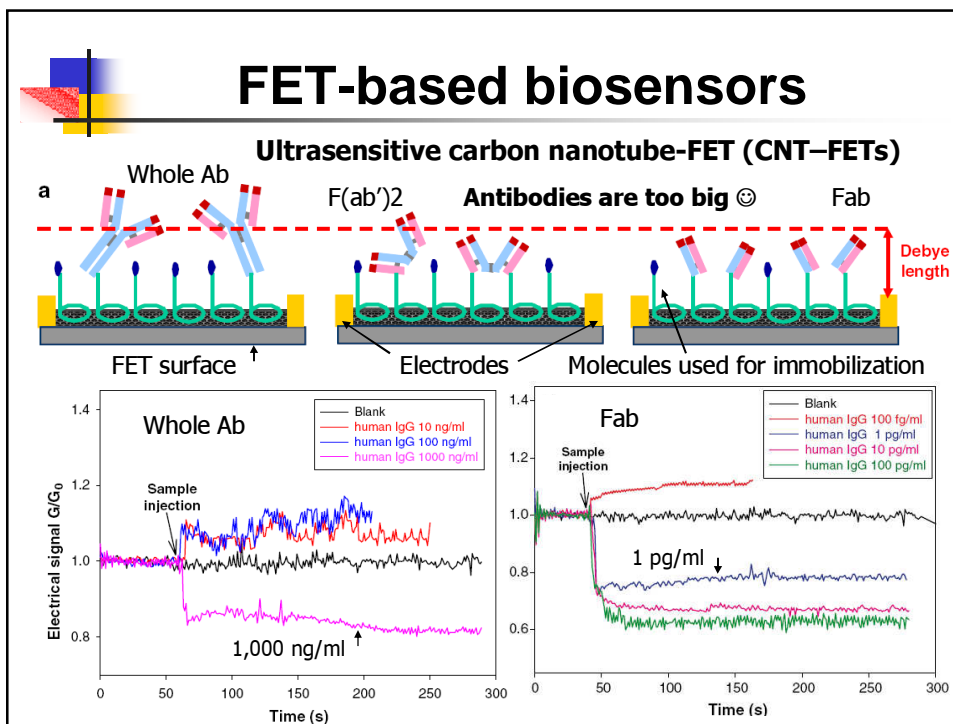 FET-based biosensors
Ultrasensitive carbon nanotube-FET (CNT–FETs)
a
Whole Ab
F(ab')2
Antibodies are too big ☺
Fab
Debye
length
FET surface
Electrodes
Molecules used for immobilization
Whole Ab
Blank
human IgG 10 ng/ml
human IgG 100 ng/ml
human IgG 1000 ng/ml
Sample
injection
1,000 ng/ml
Electrical signal G/G0
1.4
1.2
1.0
0.8
0
50
100
150
200
250
300
Time (s)
Fab
Blank
human IgG 100 fg/ml
human IgG 1 pg/ml
human IgG 10 pg/ml
human IgG 100 pg/ml
Sample
injection
1 pg/ml
1.4
1.2
1.0
0.8
0.6
0
50
100
150
200
250
300
Time (s)